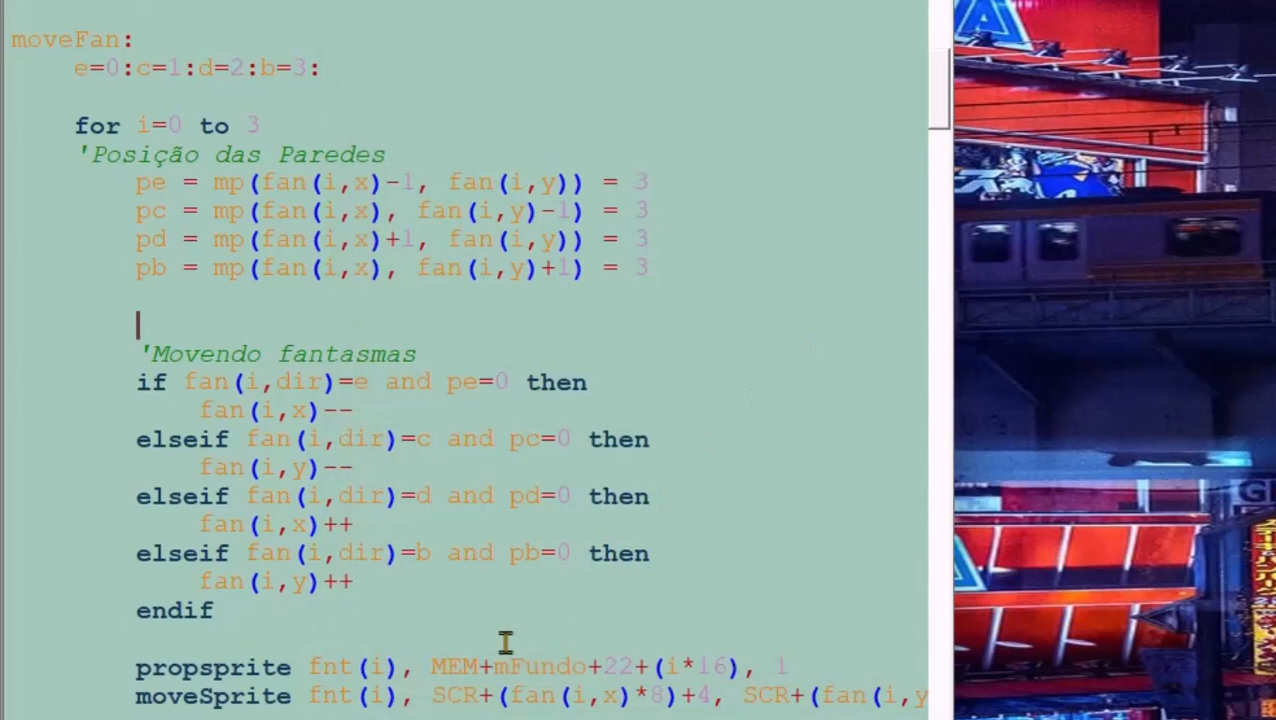 moveFan:
e=0:c=1:d=2:b=3:
for i=0 to 3
'Posição das Paredes
pe = mp(fan(i,x)-1, fan(i,y)) = 3
pc = mp(fan(i,x), fan(i,y)-1) = 3
pd = mp(fan(i,x)+1, fan(i,y)) = 3
pb = mp(fan(i,x), fan(i,y)+1) = 3
'Movendo fantasmas
if fan(i,dir)=e and pe=0 then
fan(i,x)--
elseif fan(i,dir)=c and pc=0 then
fan(i,y)--
elseif fan(i,dir)=d and pd=0 then
fan(i,x)++
elseif fan(i,dir)=b and pb=0 then
fan(i,y)++
endif
propsprite fnt(i), MEM+mFundo+22+(i*16), 1
moveSprite fnt(i), SCR+(fan(i,x)*8)+4, SCR+(fan(i,y